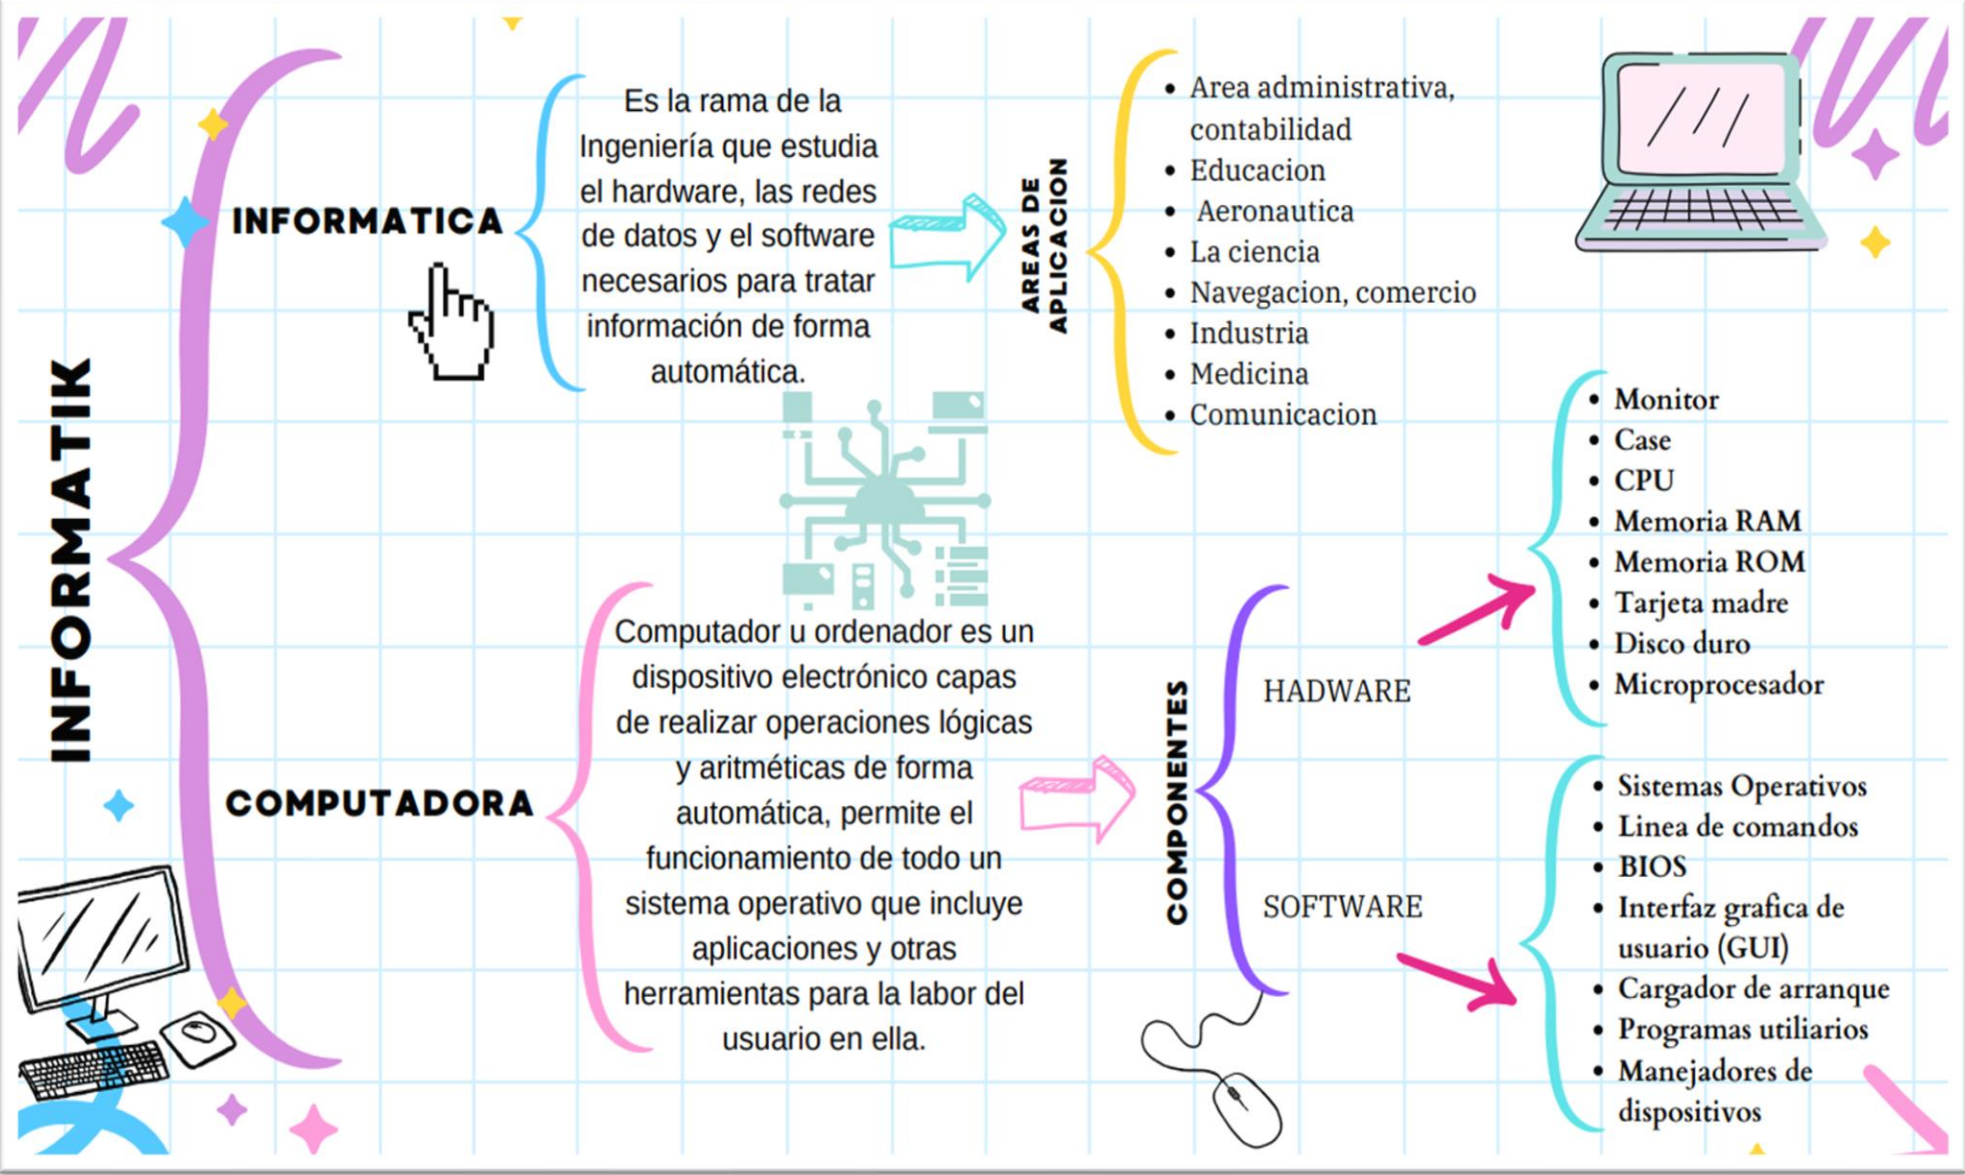 INFORMATIK
INFORMATICA
Es la rama de la
Ingeniería que estudia
el hardware, las redes
de datos y el software
necesarios para tratar
información de forma
automática.
AREAS DE
APLICACION
• Area administrativa,
contabilidad
• Educacion
• Aeronautica
• La ciencia
• Navegacion, comercio
• Industria
• Medicina
• Comunicacion
COMPUTADORA
Computador u ordenador es un
dispositivo electrónico capas
de realizar operaciones lógicas
y aritméticas de forma
automática, permite el
funcionamiento de todo un
sistema operativo que incluye
aplicaciones y otras
herramientas para la labor del
usuario en ella.
COMPONENTES
HADWARE
• Monitor
• Case
• CPU
• Memoria RAM
• Memoria ROM
• Tarjeta madre
• Disco duro
• Microprocesador
SOFTWARE
• Sistemas Operativos
• Linea de comandos
• BIOS
• Interfaz grafica de
usuario (GUI)
• Cargador de arranque
• Programas utiliarios
• Manejadores de
dispositivos